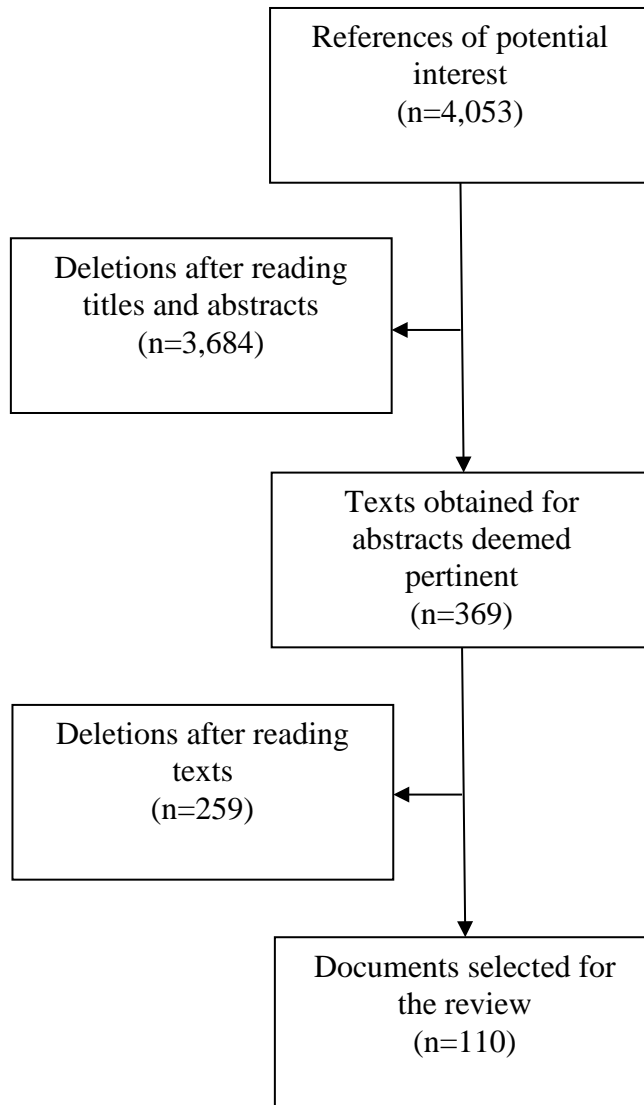 References of potential
interest
(n=4,053)
Deletions after reading
titles and abstracts
(n=3,684)
Texts obtained for
abstracts deemed
pertinent
(n=369)
Deletions after reading
texts
(n=259)
Documents selected for
the review
(n=110)